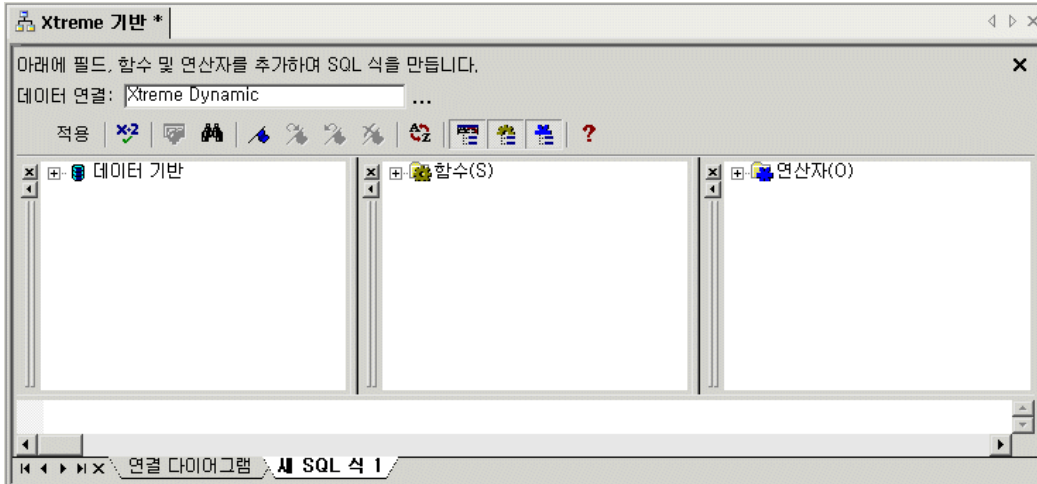 Xtreme 기반 *
아래에 필드, 함수 및 연산자를 추가하여 SQL 식을 만듭니다.
데이터 연결: Xtreme Dynamic ...
적용
데이터 기반
함수(S)
연산자(O)
연결 다이어그램
새 SQL 식 1